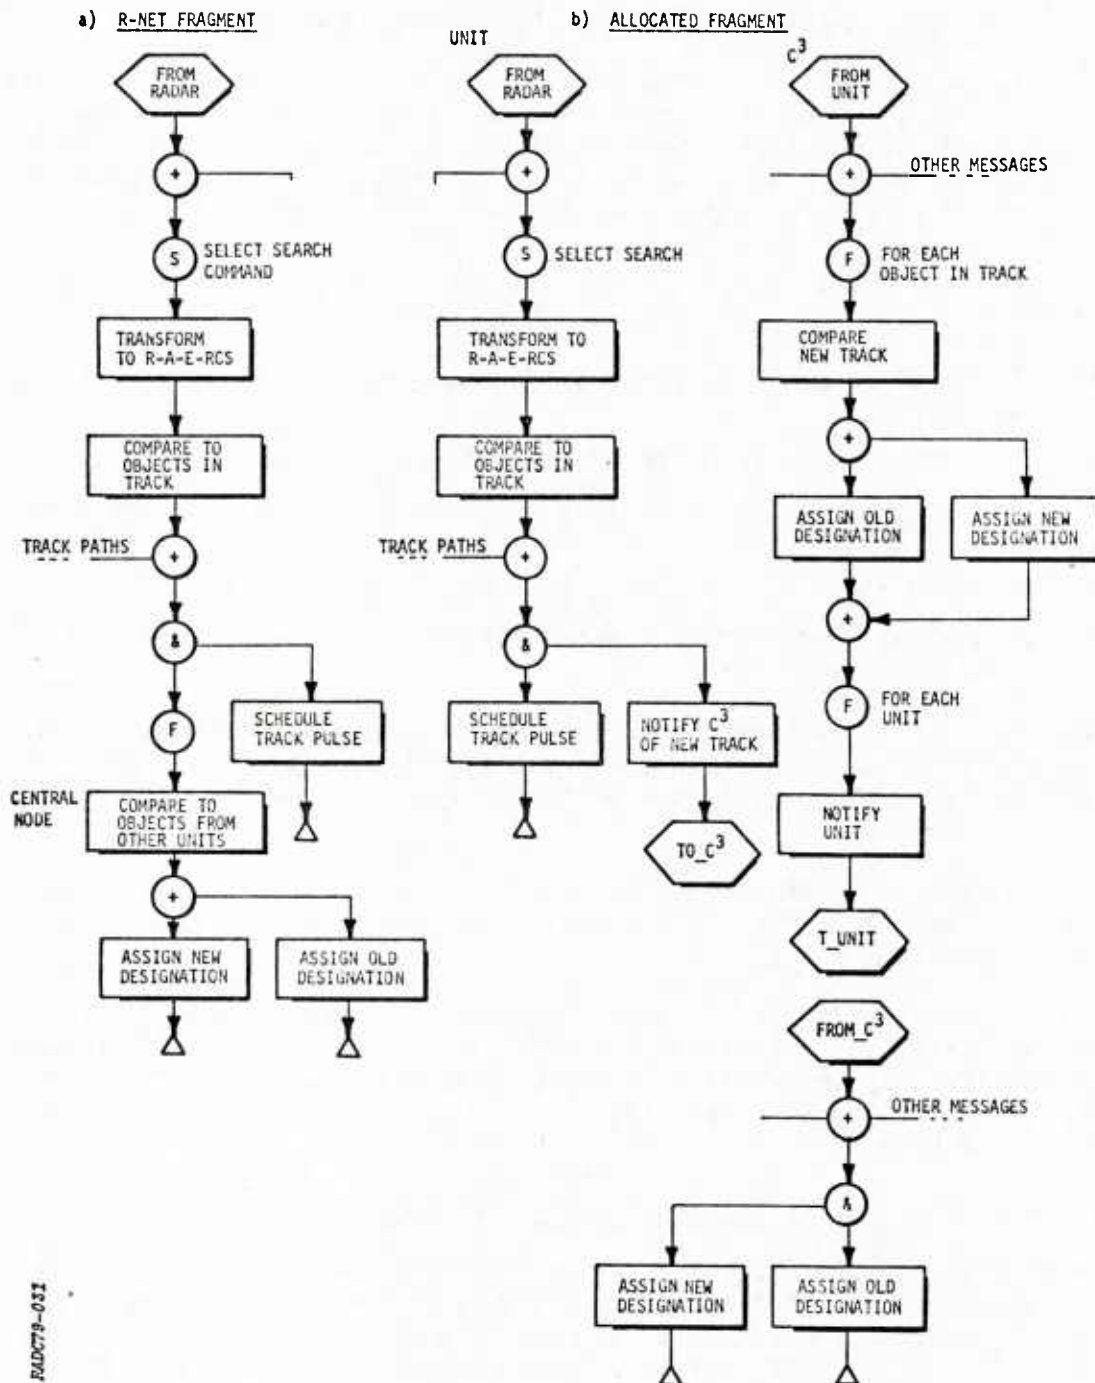 a) R-NET FRAGMENT
FROM
RADAR
+
S
SELECT SEARCH
COMMAND
TRANSFORM
TO R-A-E-RCS
COMPARE TO
OBJECTS IN
TRACK
TRACK PATHS
+
&
F
SCHEDULE
TRACK PULSE
CENTRAL
NODE
COMPARE TO
OBJECTS FROM
OTHER UNITS
+
ASSIGN NEW
DESIGNATION
ASSIGN OLD
DESIGNATION
b) ALLOCATED FRAGMENT
UNIT
FROM
RADAR
+
S
SELECT SEARCH
TRANSFORM TO
R-A-E-RCS
COMPARE TO
OBJECTS IN
TRACK
TRACK PATHS
+
&
SCHEDULE
TRACK PULSE
NOTIFY C³
OF NEW TRACK
TO_C³
C³
FROM
UNIT
+
OTHER MESSAGES
F
FOR EACH
OBJECT IN TRACK
COMPARE
NEW TRACK
+
ASSIGN OLD
DESIGNATION
ASSIGN NEW
DESIGNATION
+
F
FOR EACH
UNIT
NOTIFY
UNIT
T_UNIT
FROM_C³
+
OTHER MESSAGES
&
ASSIGN NEW
DESIGNATION
ASSIGN OLD
DESIGNATION
RADC79-031